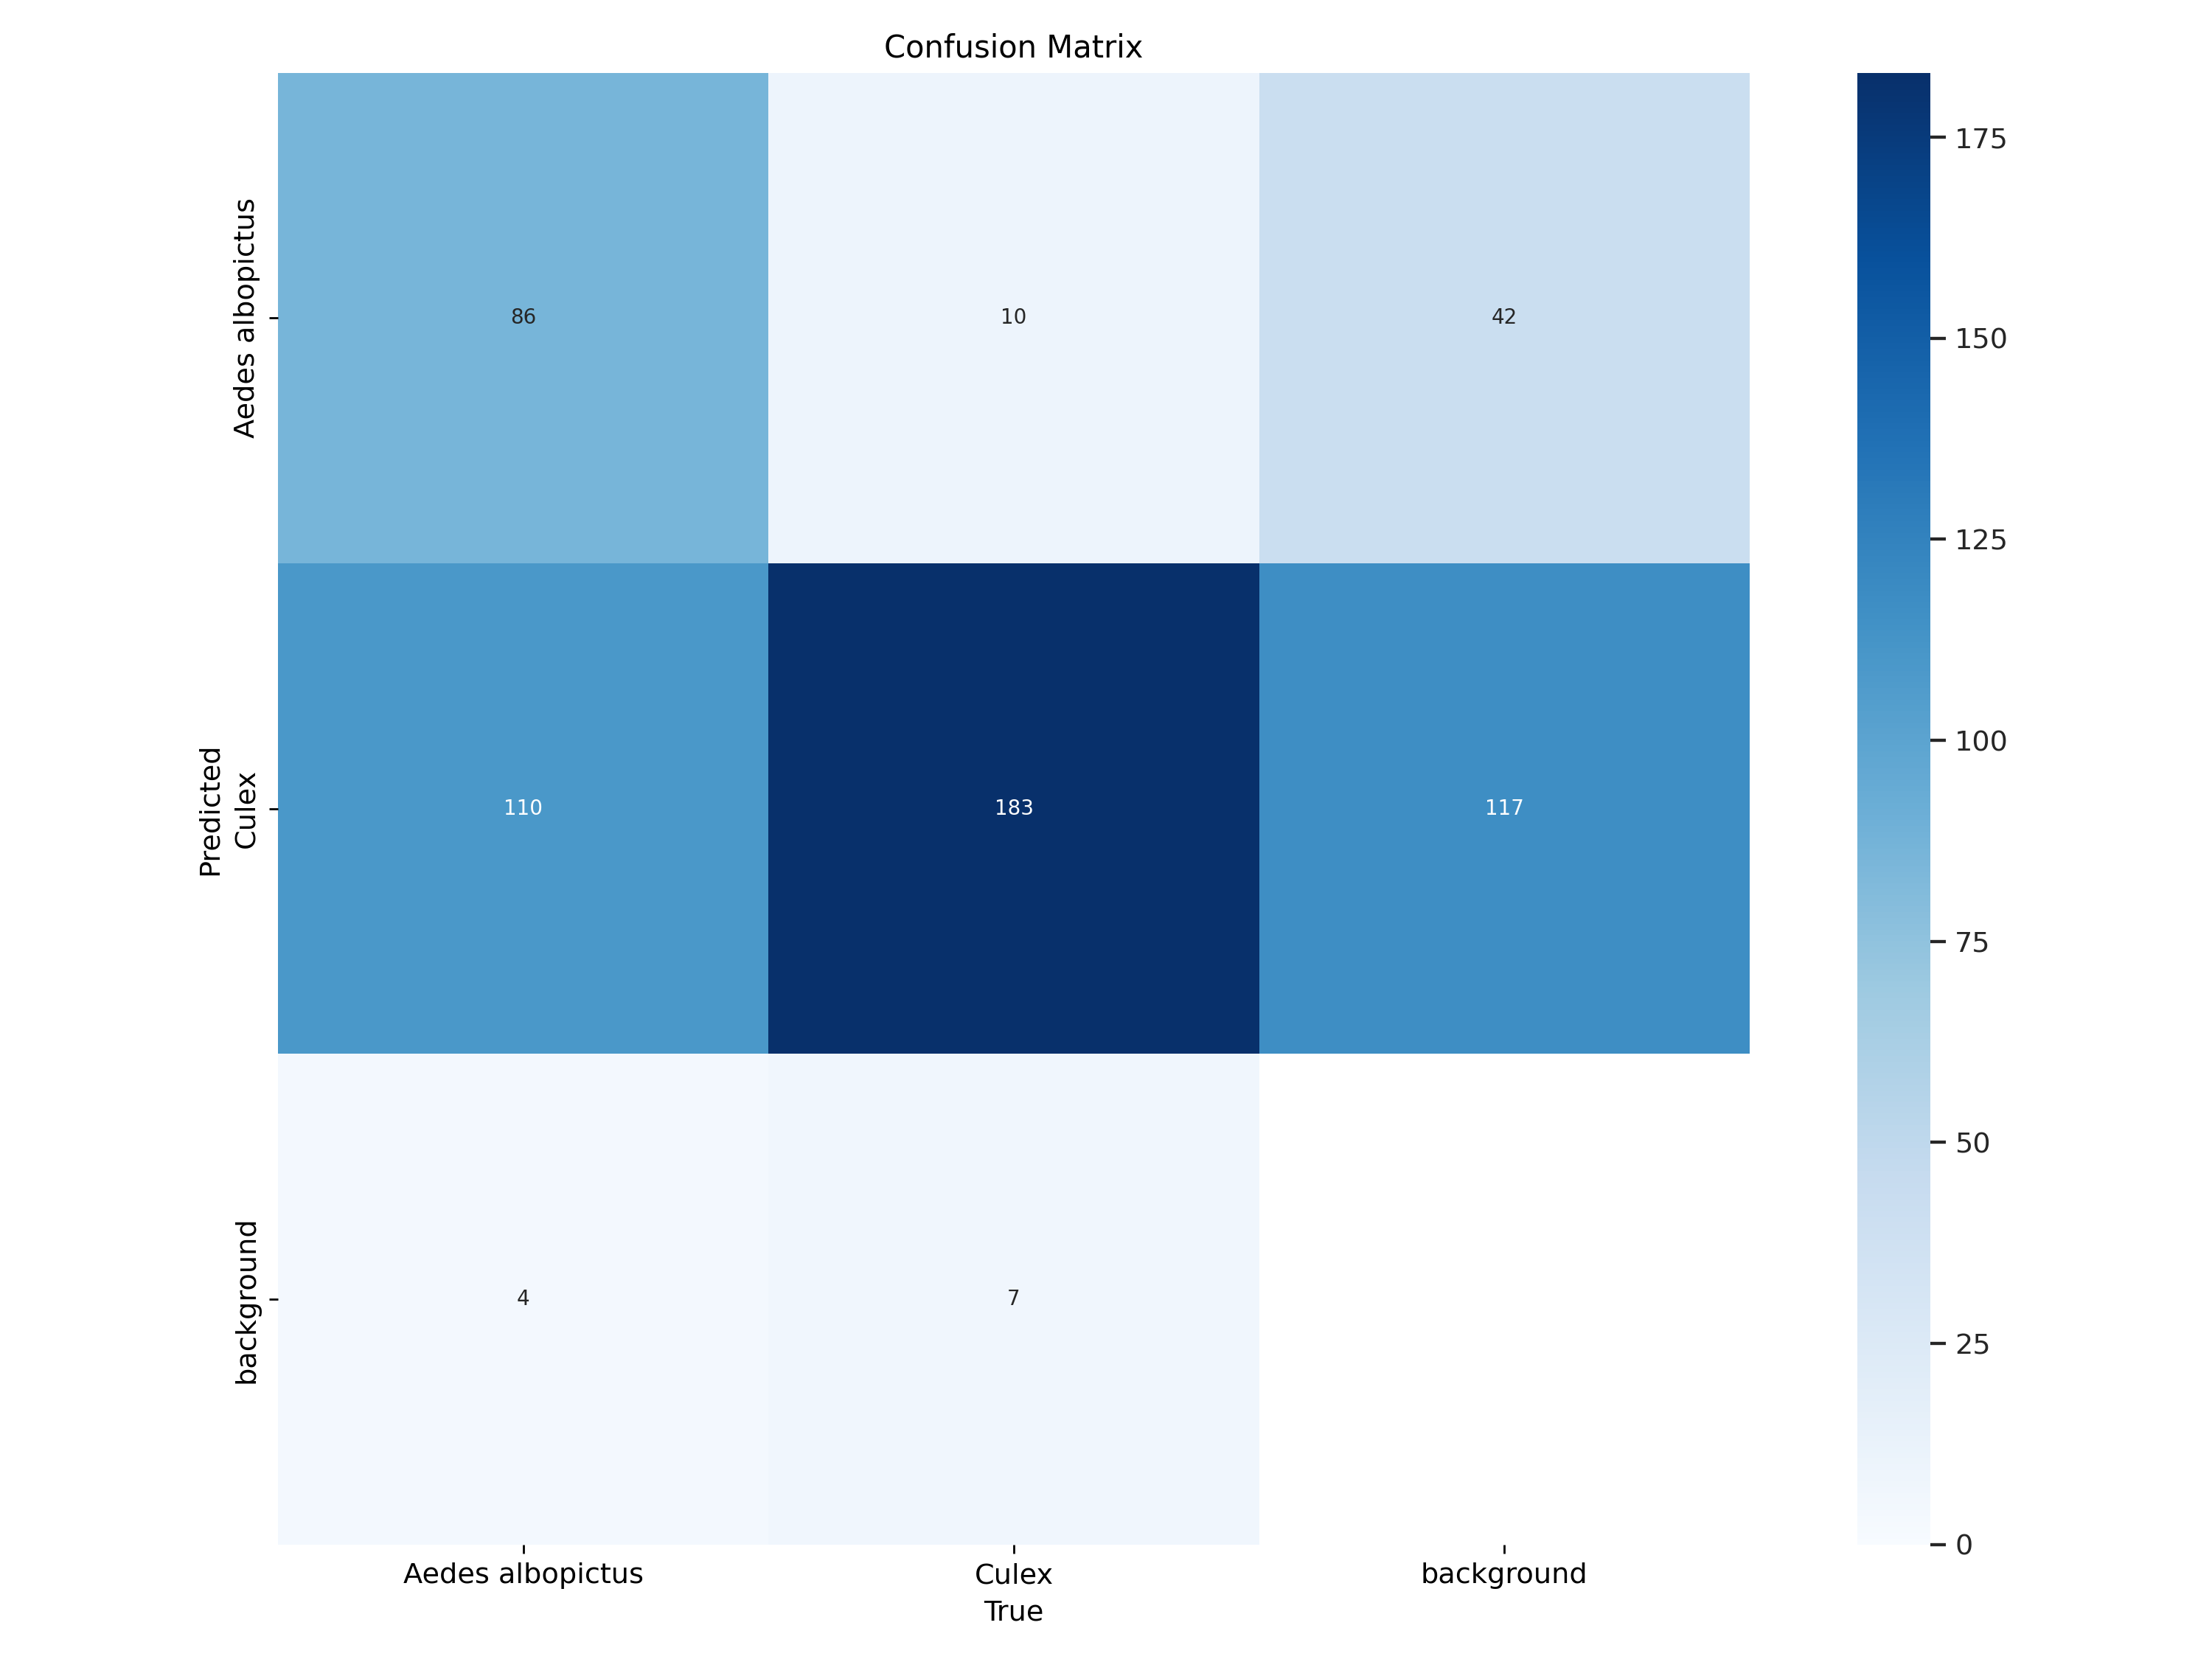 Confusion Matrix
Aedes albopictus
86
10
42
Predicted
Culex
110
183
117
background
4
7
Aedes albopictus
Culex
background
True
175
150
125
100
75
50
25
0